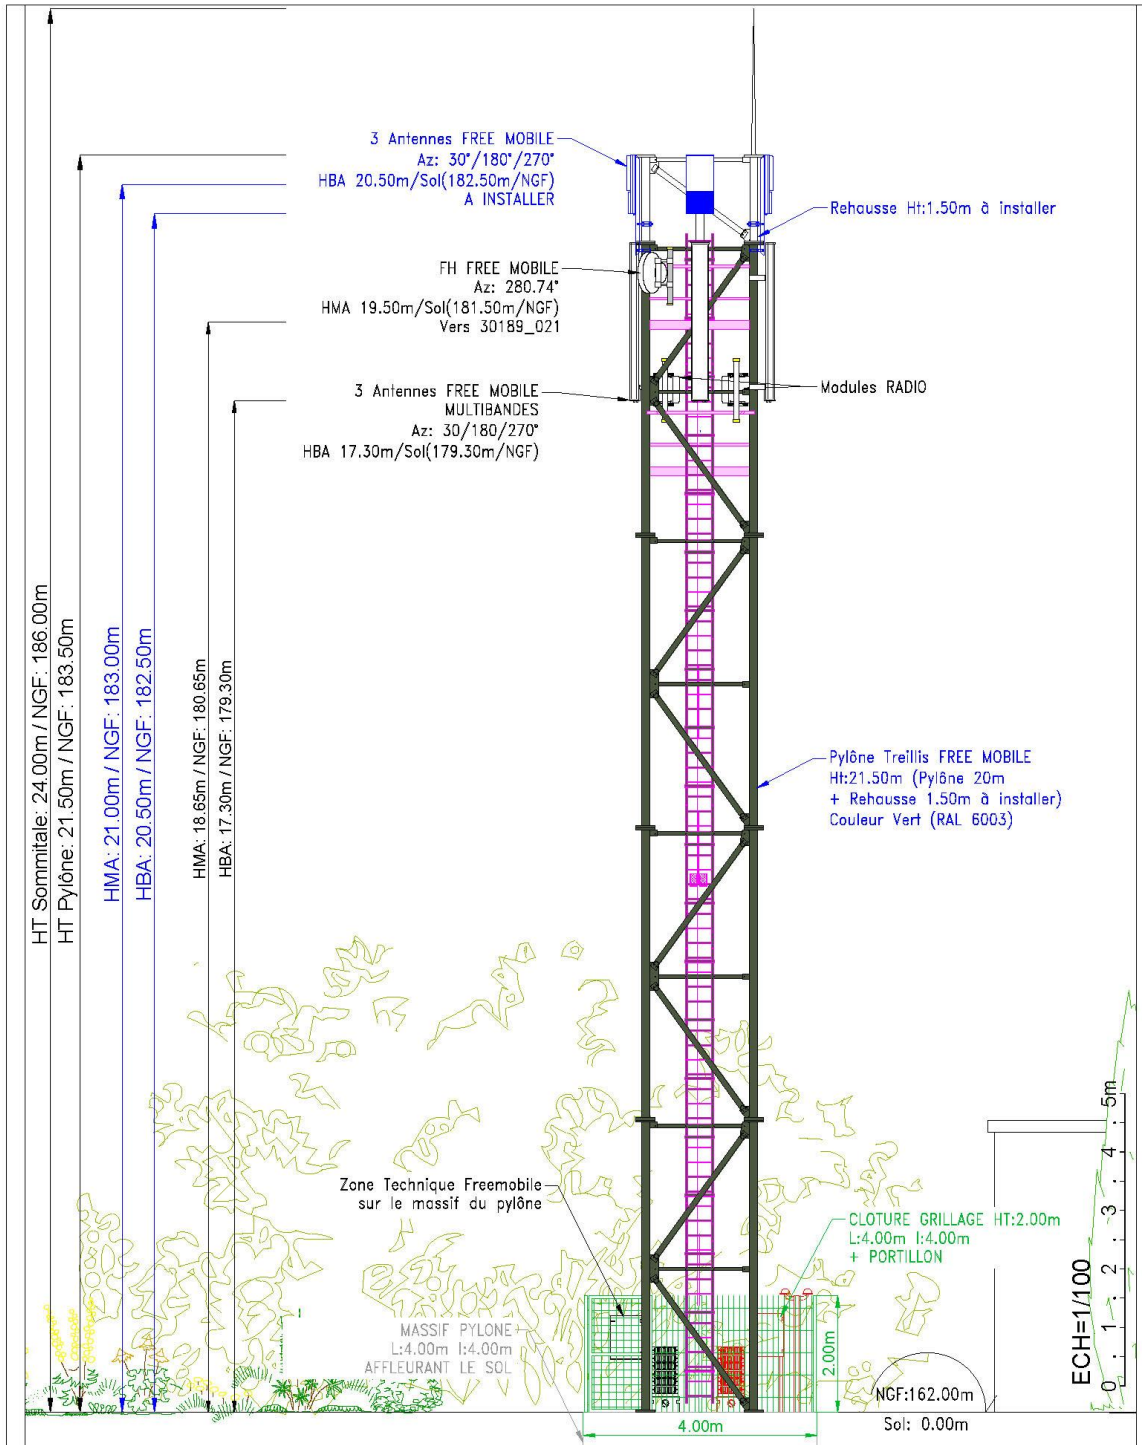 3 Antennes FREE MOBILE
Az: 30°/180°/270°
HBA 20.50m/Sol(182.50m/NGF)
A INSTALLER
Rehausse Ht:1.50m à installer
FH FREE MOBILE
Az: 280.74°
HMA 19.50m/Sol(181.50m/NGF)
Vers 30189_021
3 Antennes FREE MOBILE
MULTIBANDES
Az: 30/180/270°
HBA 17.30m/Sol(179.30m/NGF)
Modules RADIO
HT Sommitale: 24.00m / NGF: 186.00m
HT Pylône: 21.50m / NGF: 183.50m
HMA: 21.00m / NGF: 183.00m
HBA: 20.50m / NGF: 182.50m
HMA: 18.65m / NGF: 180.65m
HBA: 17.30m / NGF: 179.30m
Pylône Treillis FREE MOBILE
Ht:21.50m (Pylône 20m
+ Rehausse 1.50m à installer)
Couleur Vert (RAL 6003)
Zone Technique Freemobile
sur le massif du pylône
CLOTURE GRILLAGE HT:2.00m
L:4.00m l:4.00m
+ PORTILLON
MASSIF PYLONE
L:4.00m l:4.00m
AFFLEURANT LE SOL
2.00m
4.00m
NGF:162.00m
Sol: 0.00m
ECH=1/100
5m
4
3
2
1
0